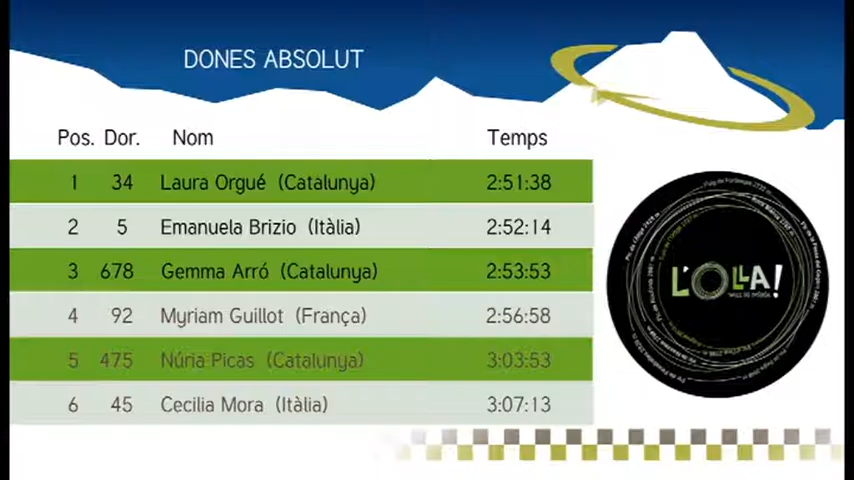 DONES ABSOLUT
Pos. Dor. Nom Temps
1 34 Laura Orgué (Catalunya) 2:51:38
2 5 Emanuela Brizio (Itàlia) 2:52:14
3 678 Gemma Arró (Catalunya) 2:53:53
4 92 Myriam Guillot (França) 2:56:58
5 475 Núria Picas (Catalunya) 3:03:53
6 45 Cecilia Mora (Itàlia) 3:07:13
L'OLLA!